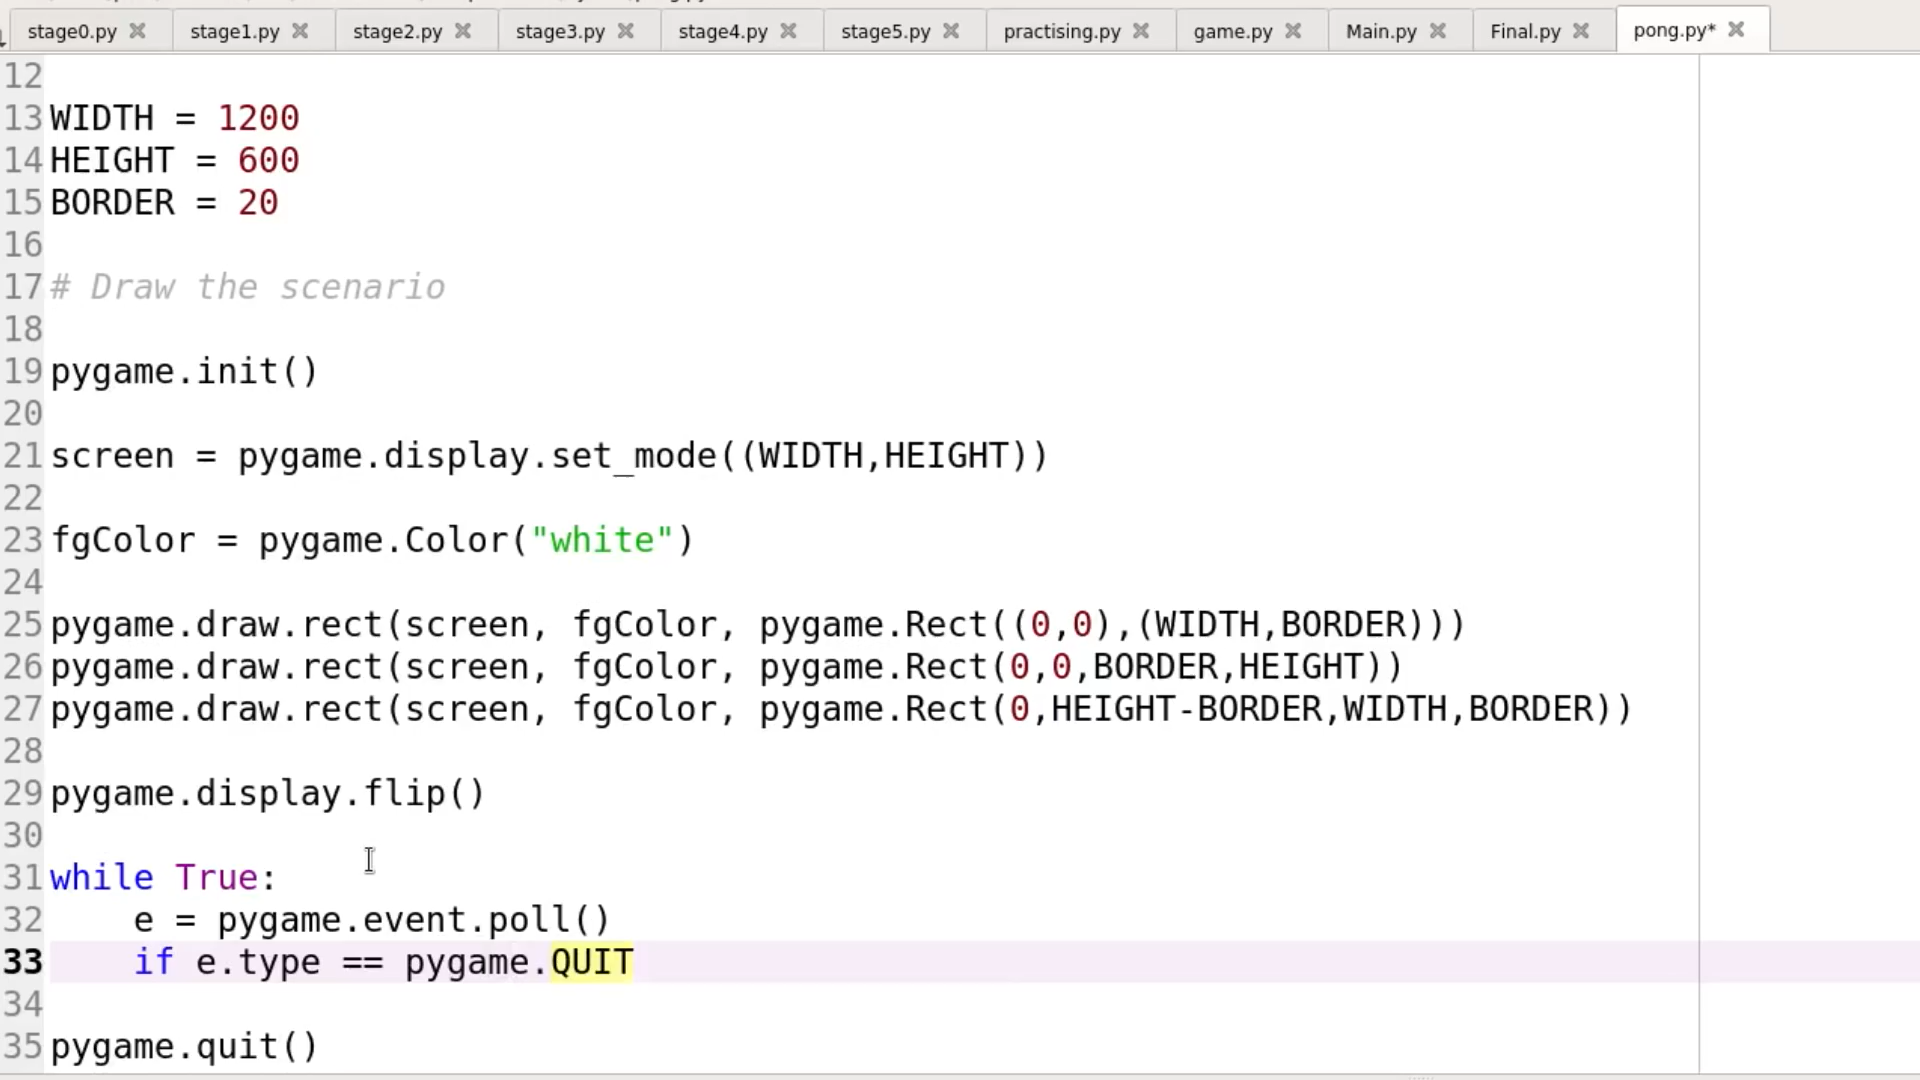 stage0.py stage1.py stage2.py stage3.py stage4.py stage5.py practising.py game.py Main.py Final.py pong.py*
12
13 WIDTH = 1200
14 HEIGHT = 600
15 BORDER = 20
16
17 # Draw the scenario
18
19 pygame.init()
20
21 screen = pygame.display.set_mode((WIDTH,HEIGHT))
22
23 fgColor = pygame.Color("white")
24
25 pygame.draw.rect(screen, fgColor, pygame.Rect((0,0),(WIDTH,BORDER)))
26 pygame.draw.rect(screen, fgColor, pygame.Rect(0,0,BORDER,HEIGHT))
27 pygame.draw.rect(screen, fgColor, pygame.Rect(0,HEIGHT-BORDER,WIDTH,BORDER))
28
29 pygame.display.flip()
30
31 while True:
32     e = pygame.event.poll()
33     if e.type == pygame.QUIT
34
35 pygame.quit()